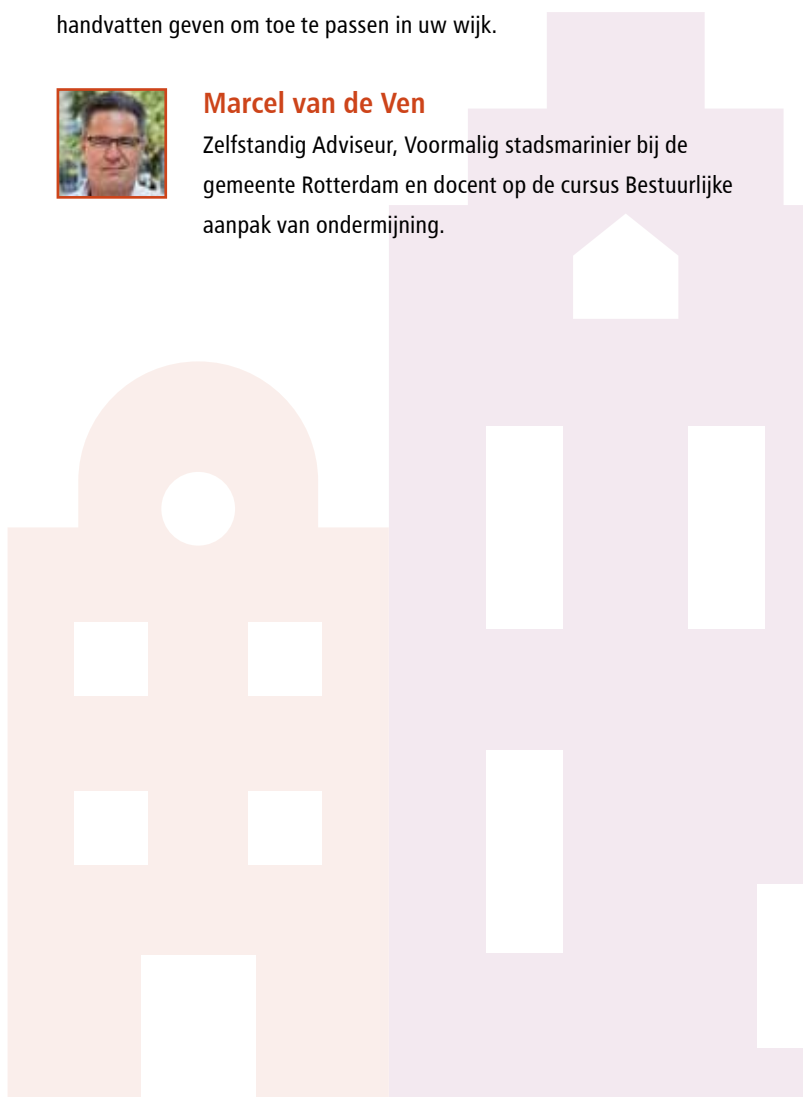 handvatten geven om toe te passen in uw wijk.
Marcel van de Ven
Zelfstandig Adviseur, Voormalig stadsmarinier bij de
gemeente Rotterdam en docent op de cursus Bestuurlijke
aanpak van ondermijning.